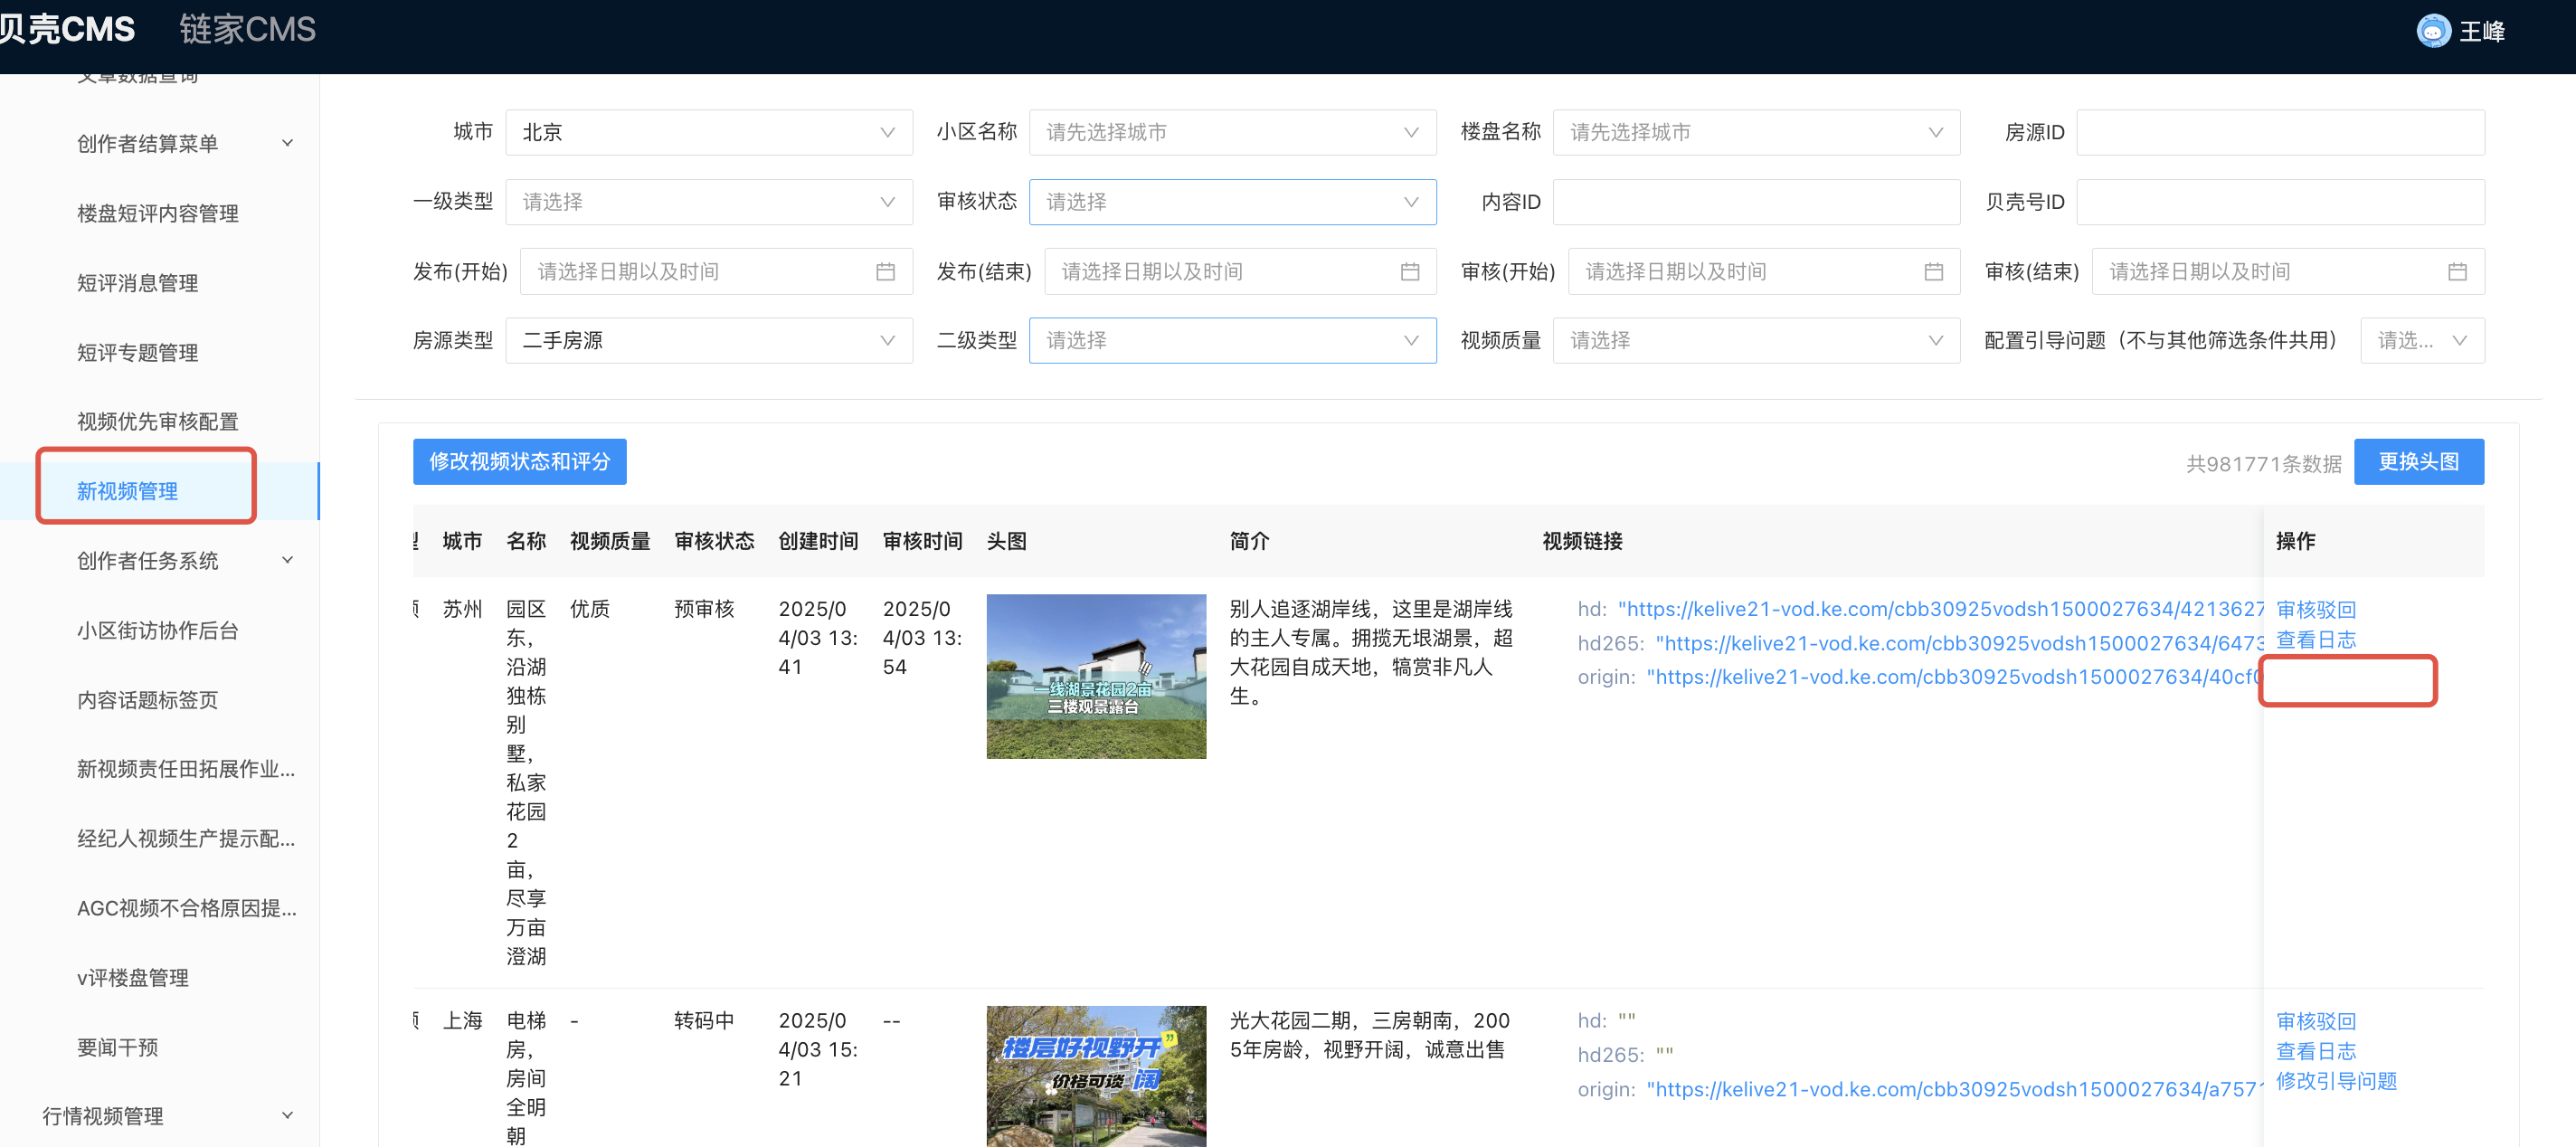 贝壳CMS 链家CMS 王峰
文章数据查询
创作者结算菜单
楼盘短评内容管理
短评消息管理
短评专题管理
视频优先审核配置
新视频管理
创作者任务系统
小区街访协作后台
内容话题标签页
新视频责任田拓展作业...
经纪人视频生产提示配...
AGC视频不合格原因提...
v评楼盘管理
要闻干预
行情视频管理
城市 北京 小区名称 请先选择城市 楼盘名称 请先选择城市 房源ID
一级类型 请选择 审核状态 请选择 内容ID 贝壳号ID
发布(开始) 请选择日期以及时间 发布(结束) 请选择日期以及时间 审核(开始) 请选择日期以及时间 审核(结束) 请选择日期以及时间
房源类型 二手房源 二级类型 请选择 视频质量 请选择 配置引导问题（不与其他筛选条件共用） 请选...
修改视频状态和评分 共981771条数据 更换头图
城市 名称 视频质量 审核状态 创建时间 审核时间 头图 简介 视频链接 操作
苏州
园区
东，
沿湖
独栋
别
墅，
私家
花园
2
亩，
尽享
万亩
澄湖
优质
预审核
2025/0
4/03 13:
41
2025/0
4/03 13:
54
一线湖景花园2亩
三楼观景露台
别人追逐湖岸线，这里是湖岸线
的主人专属。拥揽无垠湖景，超
大花园自成天地，犒赏非凡人
生。
hd: "https://kelive21-vod.ke.com/cbb30925vodsh1500027634/4213627
hd265: "https://kelive21-vod.ke.com/cbb30925vodsh1500027634/6473
origin: "https://kelive21-vod.ke.com/cbb30925vodsh1500027634/40cf0
审核驳回
查看日志
上海
电梯
房，
房间
全明
朝
-
转码中
2025/0
4/03 15:
21
--
楼层好视野开
价格可谈 阔
光大花园二期，三房朝南，200
5年房龄，视野开阔，诚意出售
hd: ""
hd265: ""
origin: "https://kelive21-vod.ke.com/cbb30925vodsh1500027634/a7571
审核驳回
查看日志
修改引导问题